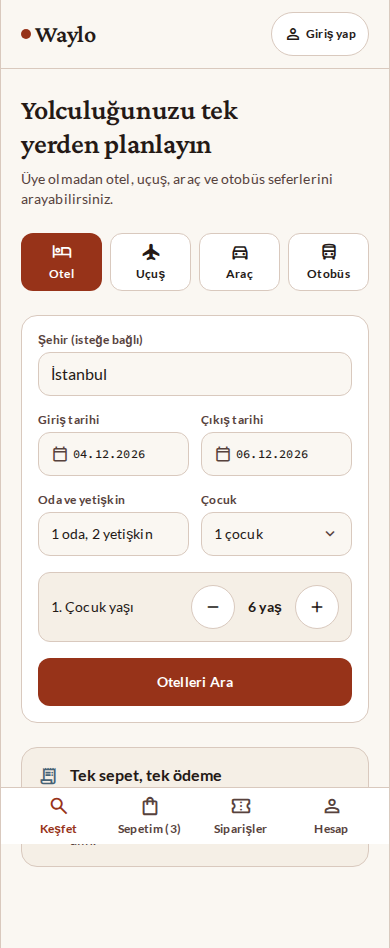 Waylo
Giriş yap
Yolculuğunuzu tek
yerden planlayın
Üye olmadan otel, uçuş, araç ve otobüs seferlerini
arayabilirsiniz.
Otel
Uçuş
Araç
Otobüs
Şehir (isteğe bağlı)
İstanbul
Giriş tarihi
Çıkış tarihi
04.12.2026
06.12.2026
Oda ve yetişkin
Çocuk
1 oda, 2 yetişkin
1 çocuk
1. Çocuk yaşı
6 yaş
Otelleri Ara
Tek sepet, tek ödeme
Keşfet
Sepetim (3)
Siparişler
Hesap